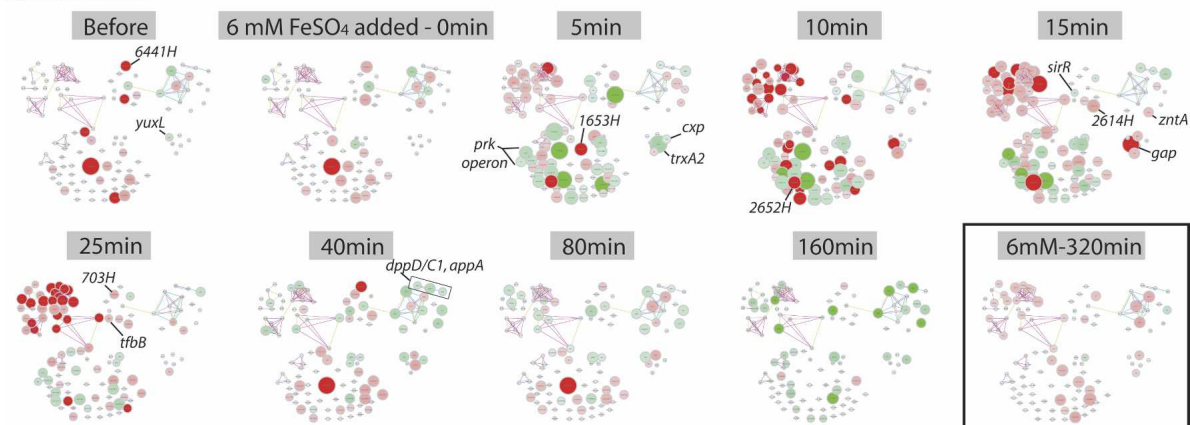 Before
6441H
yuxL
6 mM FeSO₄ added - 0min
5min
1653H
cxp
trxA2
prk
operon
10min
2652H
15min
sirR
2614H
zntA
gap
25min
703H
tfbB
40min
dppD/C1, appA
80min
160min
6mM-320min